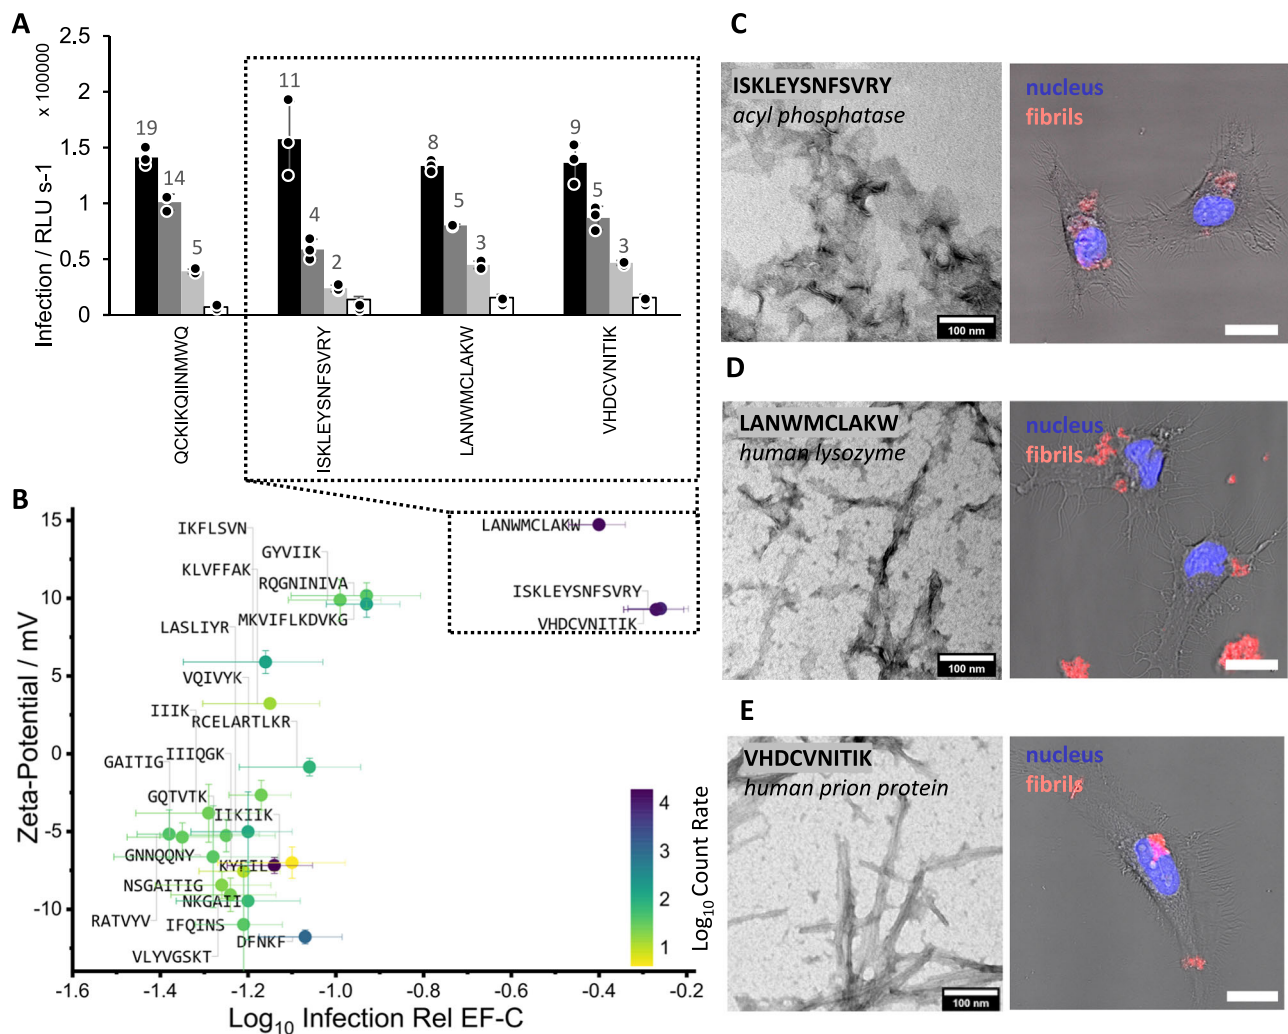 A
x 100000
Infection / RLU s-1
2.5
2
1.5
1
0.5
0
19
14
5
11
4
2
8
5
3
9
5
3
QCKIKQIINMWQ
ISKLEYSNFSVRY
LANWMCLAKW
VHDCVNITIK
B
Zeta-Potential / mV
15
10
5
0
-5
-10
IKFLSVN
GYVIIK
KLVFFAK
RQGNINIVA
MKVIFLKDVKG
LASLIYR
VQIVYK
IIIK
RCELARTLKR
GAITIG
IIIQGK
GQTVTK
IIKIIK
GNNQQNY
KYFIL
NSGAITIG
NKGAII
RATVYV
IFQINS
DFNKF
VLYVGSKT
LANWMCLAKW
ISKLEYSNFSVRY
VHDCVNITIK
4
3
2
1
Log10 Count Rate
-1.6
-1.4
-1.2
-1.0
-0.8
-0.6
-0.4
-0.2
Log10 Infection Rel EF-C
C
ISKLEYSNFSVRY
acyl phosphatase
100 nm
nucleus
fibrils
D
LANWMCLAKW
human lysozyme
100 nm
nucleus
fibrils
E
VHDCVNITIK
human prion protein
100 nm
nucleus
fibrils